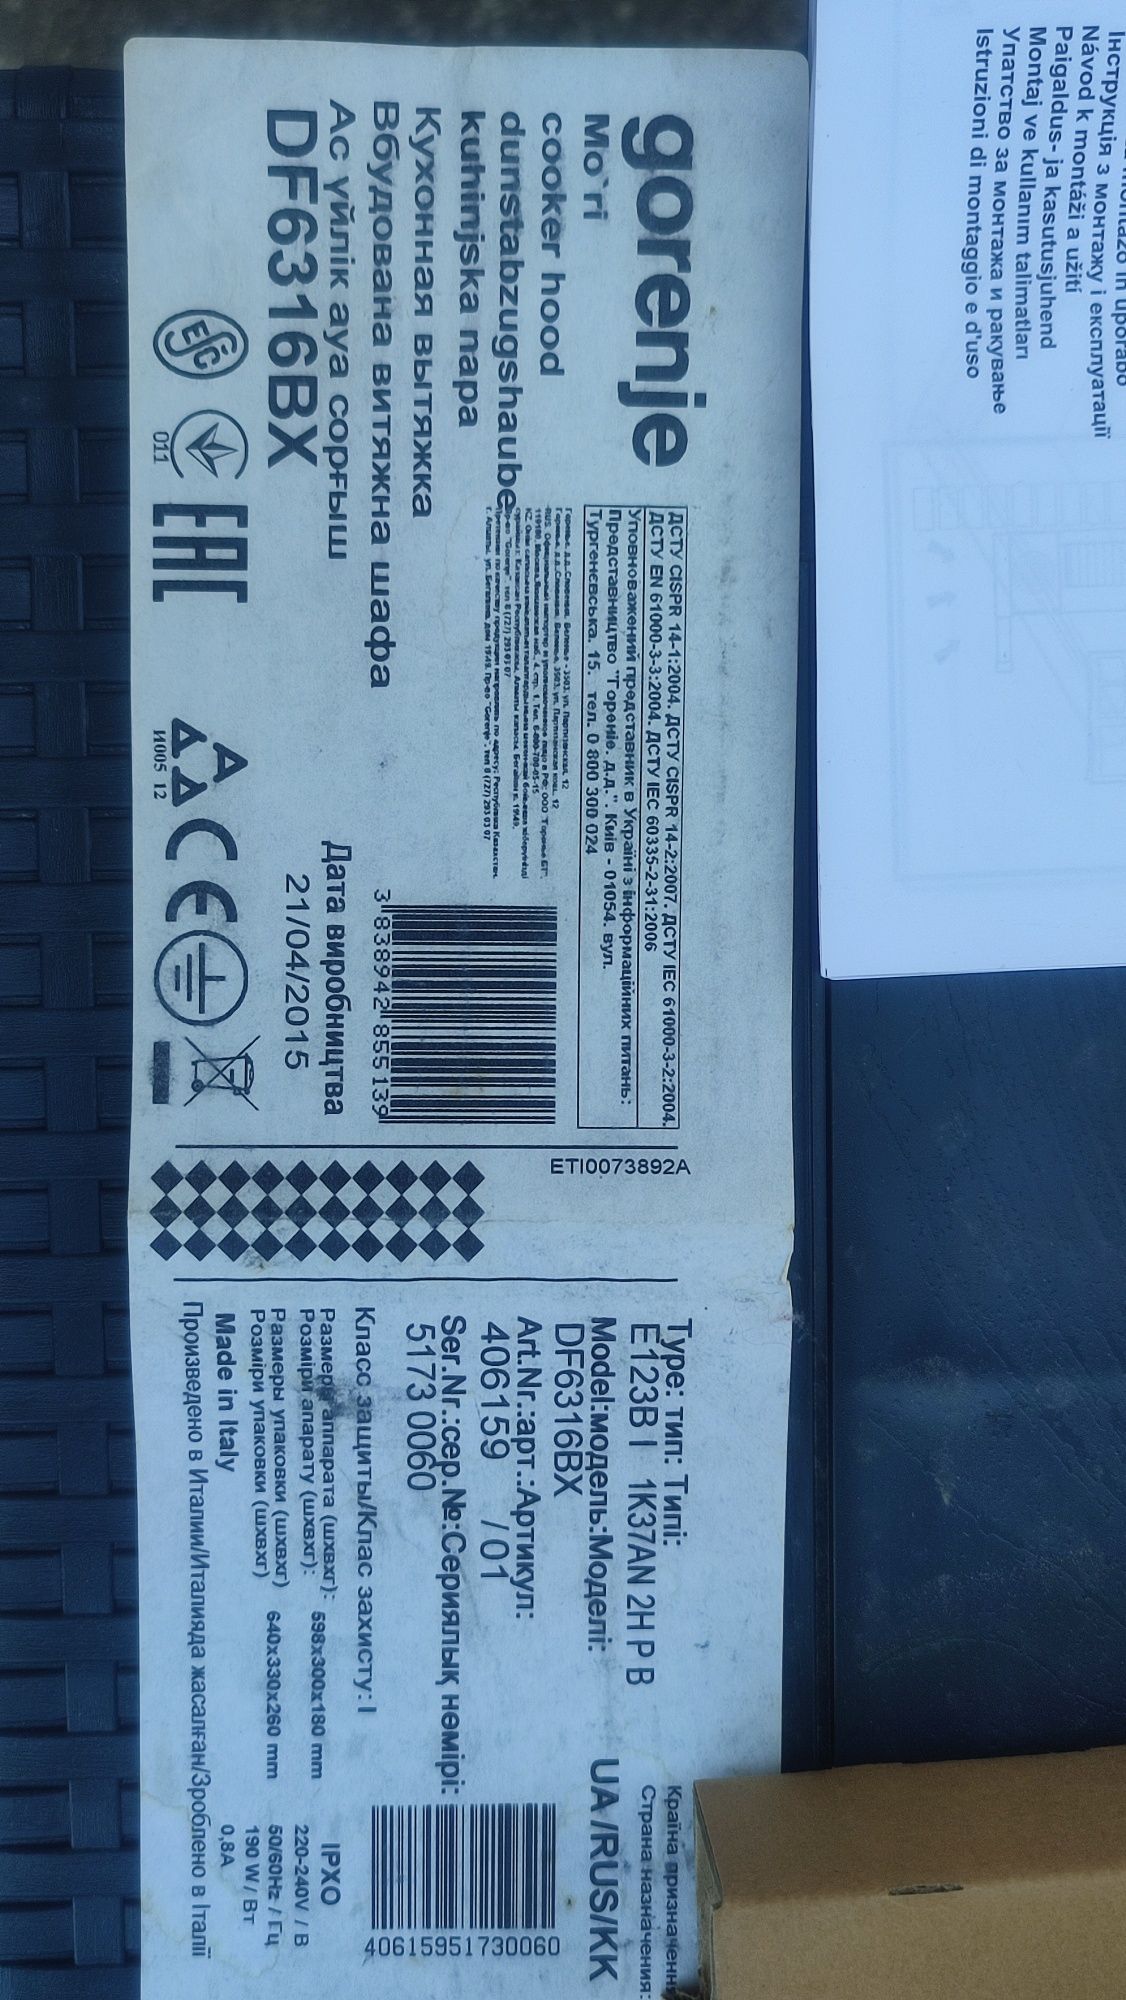 Інструкція з монтажу і експлуатації
Návod k montáži a užití
Paigaldus- ja kasutusjuhend
Montaj ve kullanım talimatları
Упатство за монтажа и ракување
Istruzioni di montaggio e d'uso
gorenje
Mo`ri
cooker hood
dunstabzugshaube
kuhinjska napa
Кухонная вытяжка
Вбудована витяжна шафа
Ас үйлік ауа сорғыш
DF6316BX
ДСТУ CISPR 14-1:2004. ДСТУ CISPR 14-2:2007. ДСТУ IEC 61000-3-2:2004.
ДСТУ EN 61000-3-3:2004. ДСТУ IEC 60335-2-31:2006
Уповноважений представник в Україні з інформаційних питань:
Представництво "Гореніе. д.д.". Київ - 01054. вул.
Тургенєвська. 15. тел. 0 800 300 024
3 838942 855139
Дата виробництва
21/04/2015
011
ЕАС
И005 12
CE
ETI0073892A
Type: тип: Типі:
E123B I 1K37AN 2H P B
Model:модель:Моделі:
DF6316BX
Art.Nr.:арт.:Артикул:
406159 /01
Ser.Nr.:сер.№:Сериялық нөмірі:
5173 0060
Класс защиты/Клас захисту: I
Размеры аппарата (шхвхг):
Розміри апарату (шхвхг): 598x300x180 mm
Размеры упаковки (шхвхг)
Розміри упаковки (шхвхг) 640x330x260 mm
Made in Italy
Произведено в Италии/Италияда жасалған/Зроблено в Італії
Країна призначенн
Страна назначения:
UA /RUS/KK
406159951730060
IPXO
220-240V / В
50/60Hz / Гц
190 W / Вт
0,8A